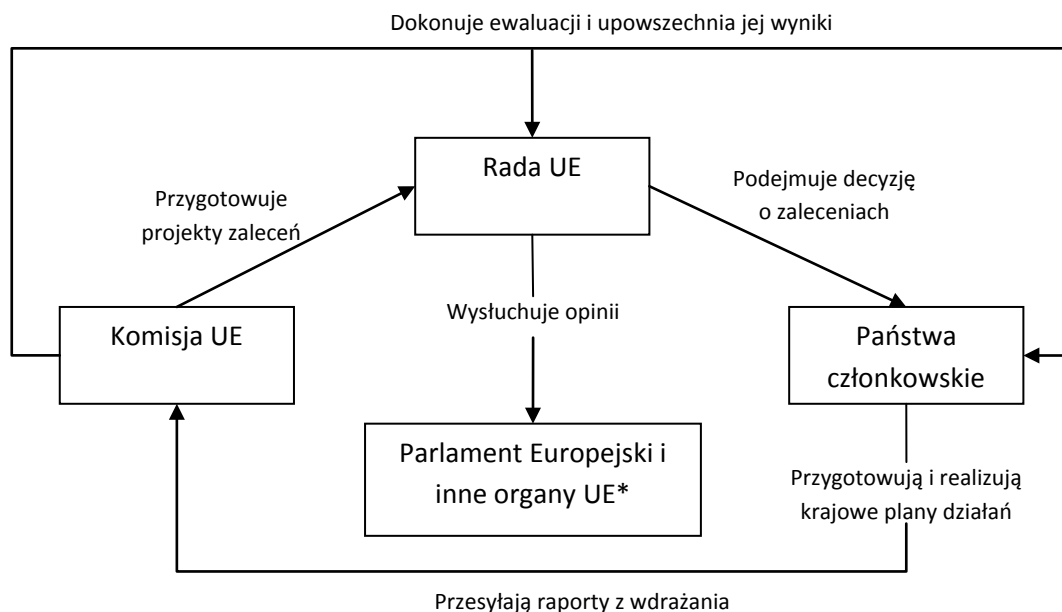 Dokonuje ewaluacji i upowszechnia jej wyniki
Rada UE
Przygotowuje
projekty zaleceń
Podejmuje decyzję
o zaleceniach
Komisja UE
Wysłuchuje opinii
Państwa
członkowskie
Parlament Europejski i
inne organy UE*
Przygotowują i realizują
krajowe plany działań
Przesyłają raporty z wdrażania